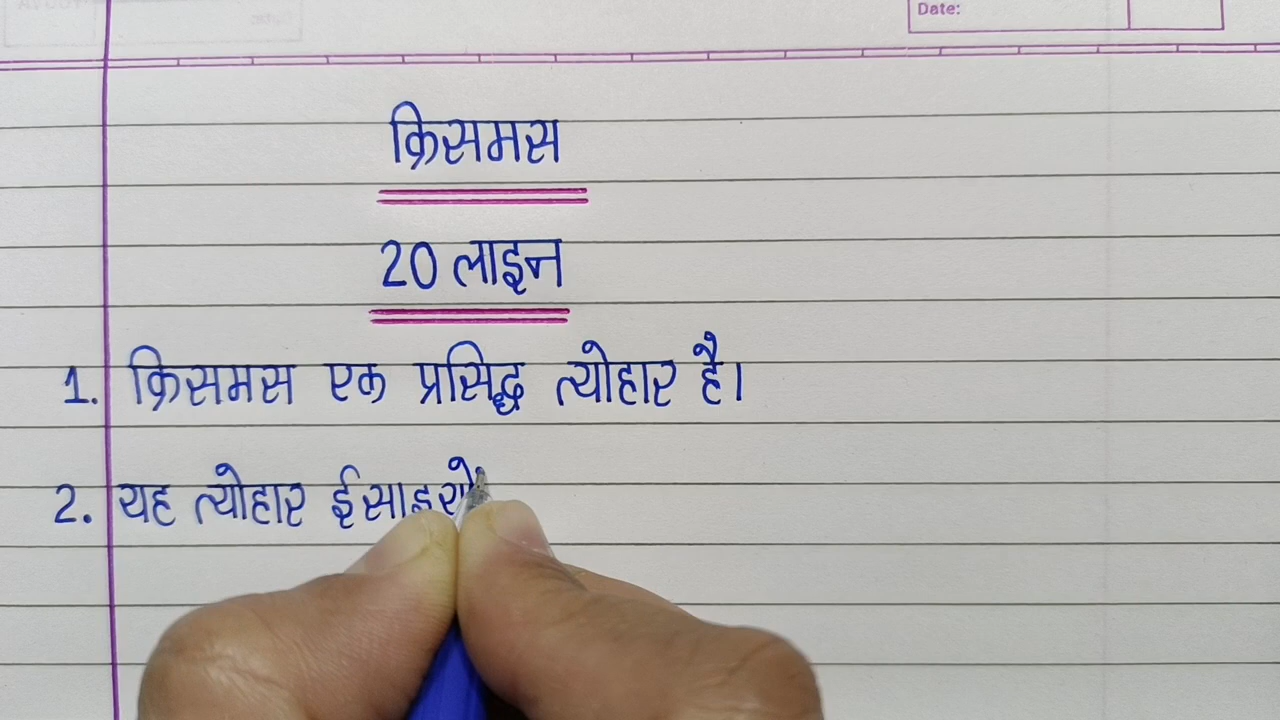 Date:
क्रिसमस
20 लाइन
1. क्रिसमस एक प्रसिद्ध त्योहार है।
2. यह त्योहार ईसाइयो